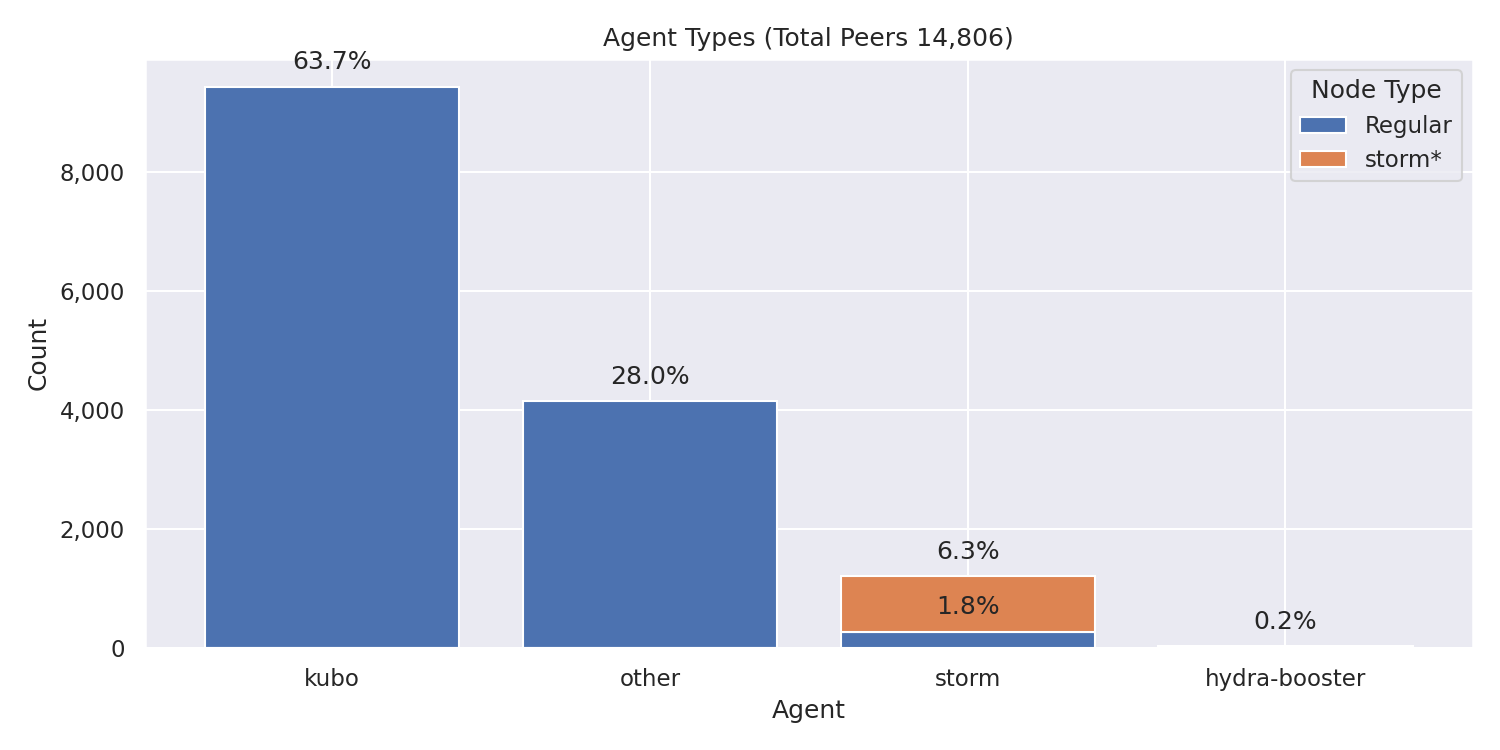 Agent Types (Total Peers 14,806)
63.7%
28.0%
6.3%
1.8%
0.2%
Node Type
Regular
storm*
Count
8,000
6,000
4,000
2,000
0
kubo
other
storm
hydra-booster
Agent